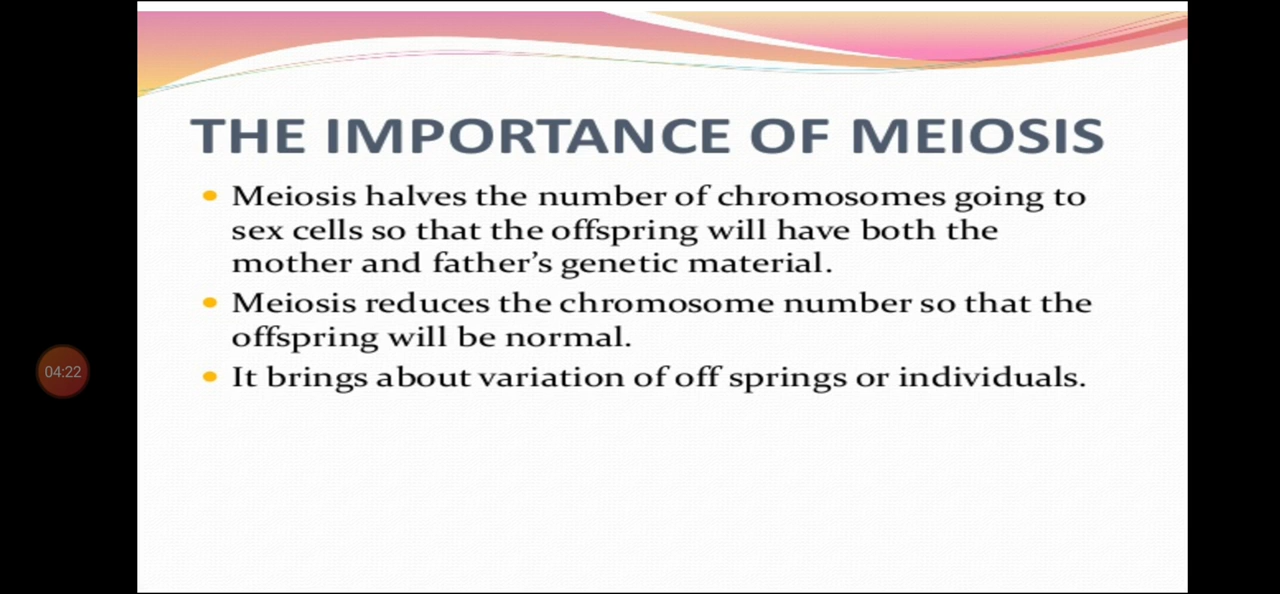 THE IMPORTANCE OF MEIOSIS
• Meiosis halves the number of chromosomes going to
sex cells so that the offspring will have both the
mother and father’s genetic material.
• Meiosis reduces the chromosome number so that the
offspring will be normal.
• It brings about variation of off springs or individuals.
04:22